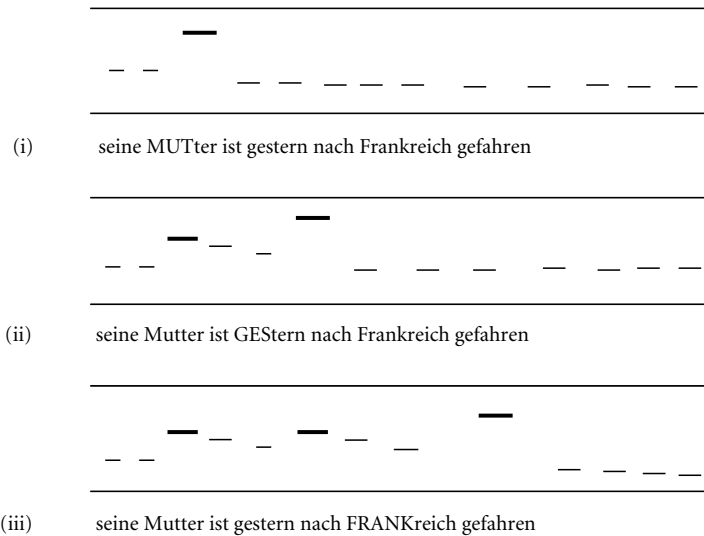 (i) seine MUTter ist gestern nach Frankreich gefahren
(ii) seine Mutter ist GEStern nach Frankreich gefahren
(iii) seine Mutter ist gestern nach FRANKreich gefahren